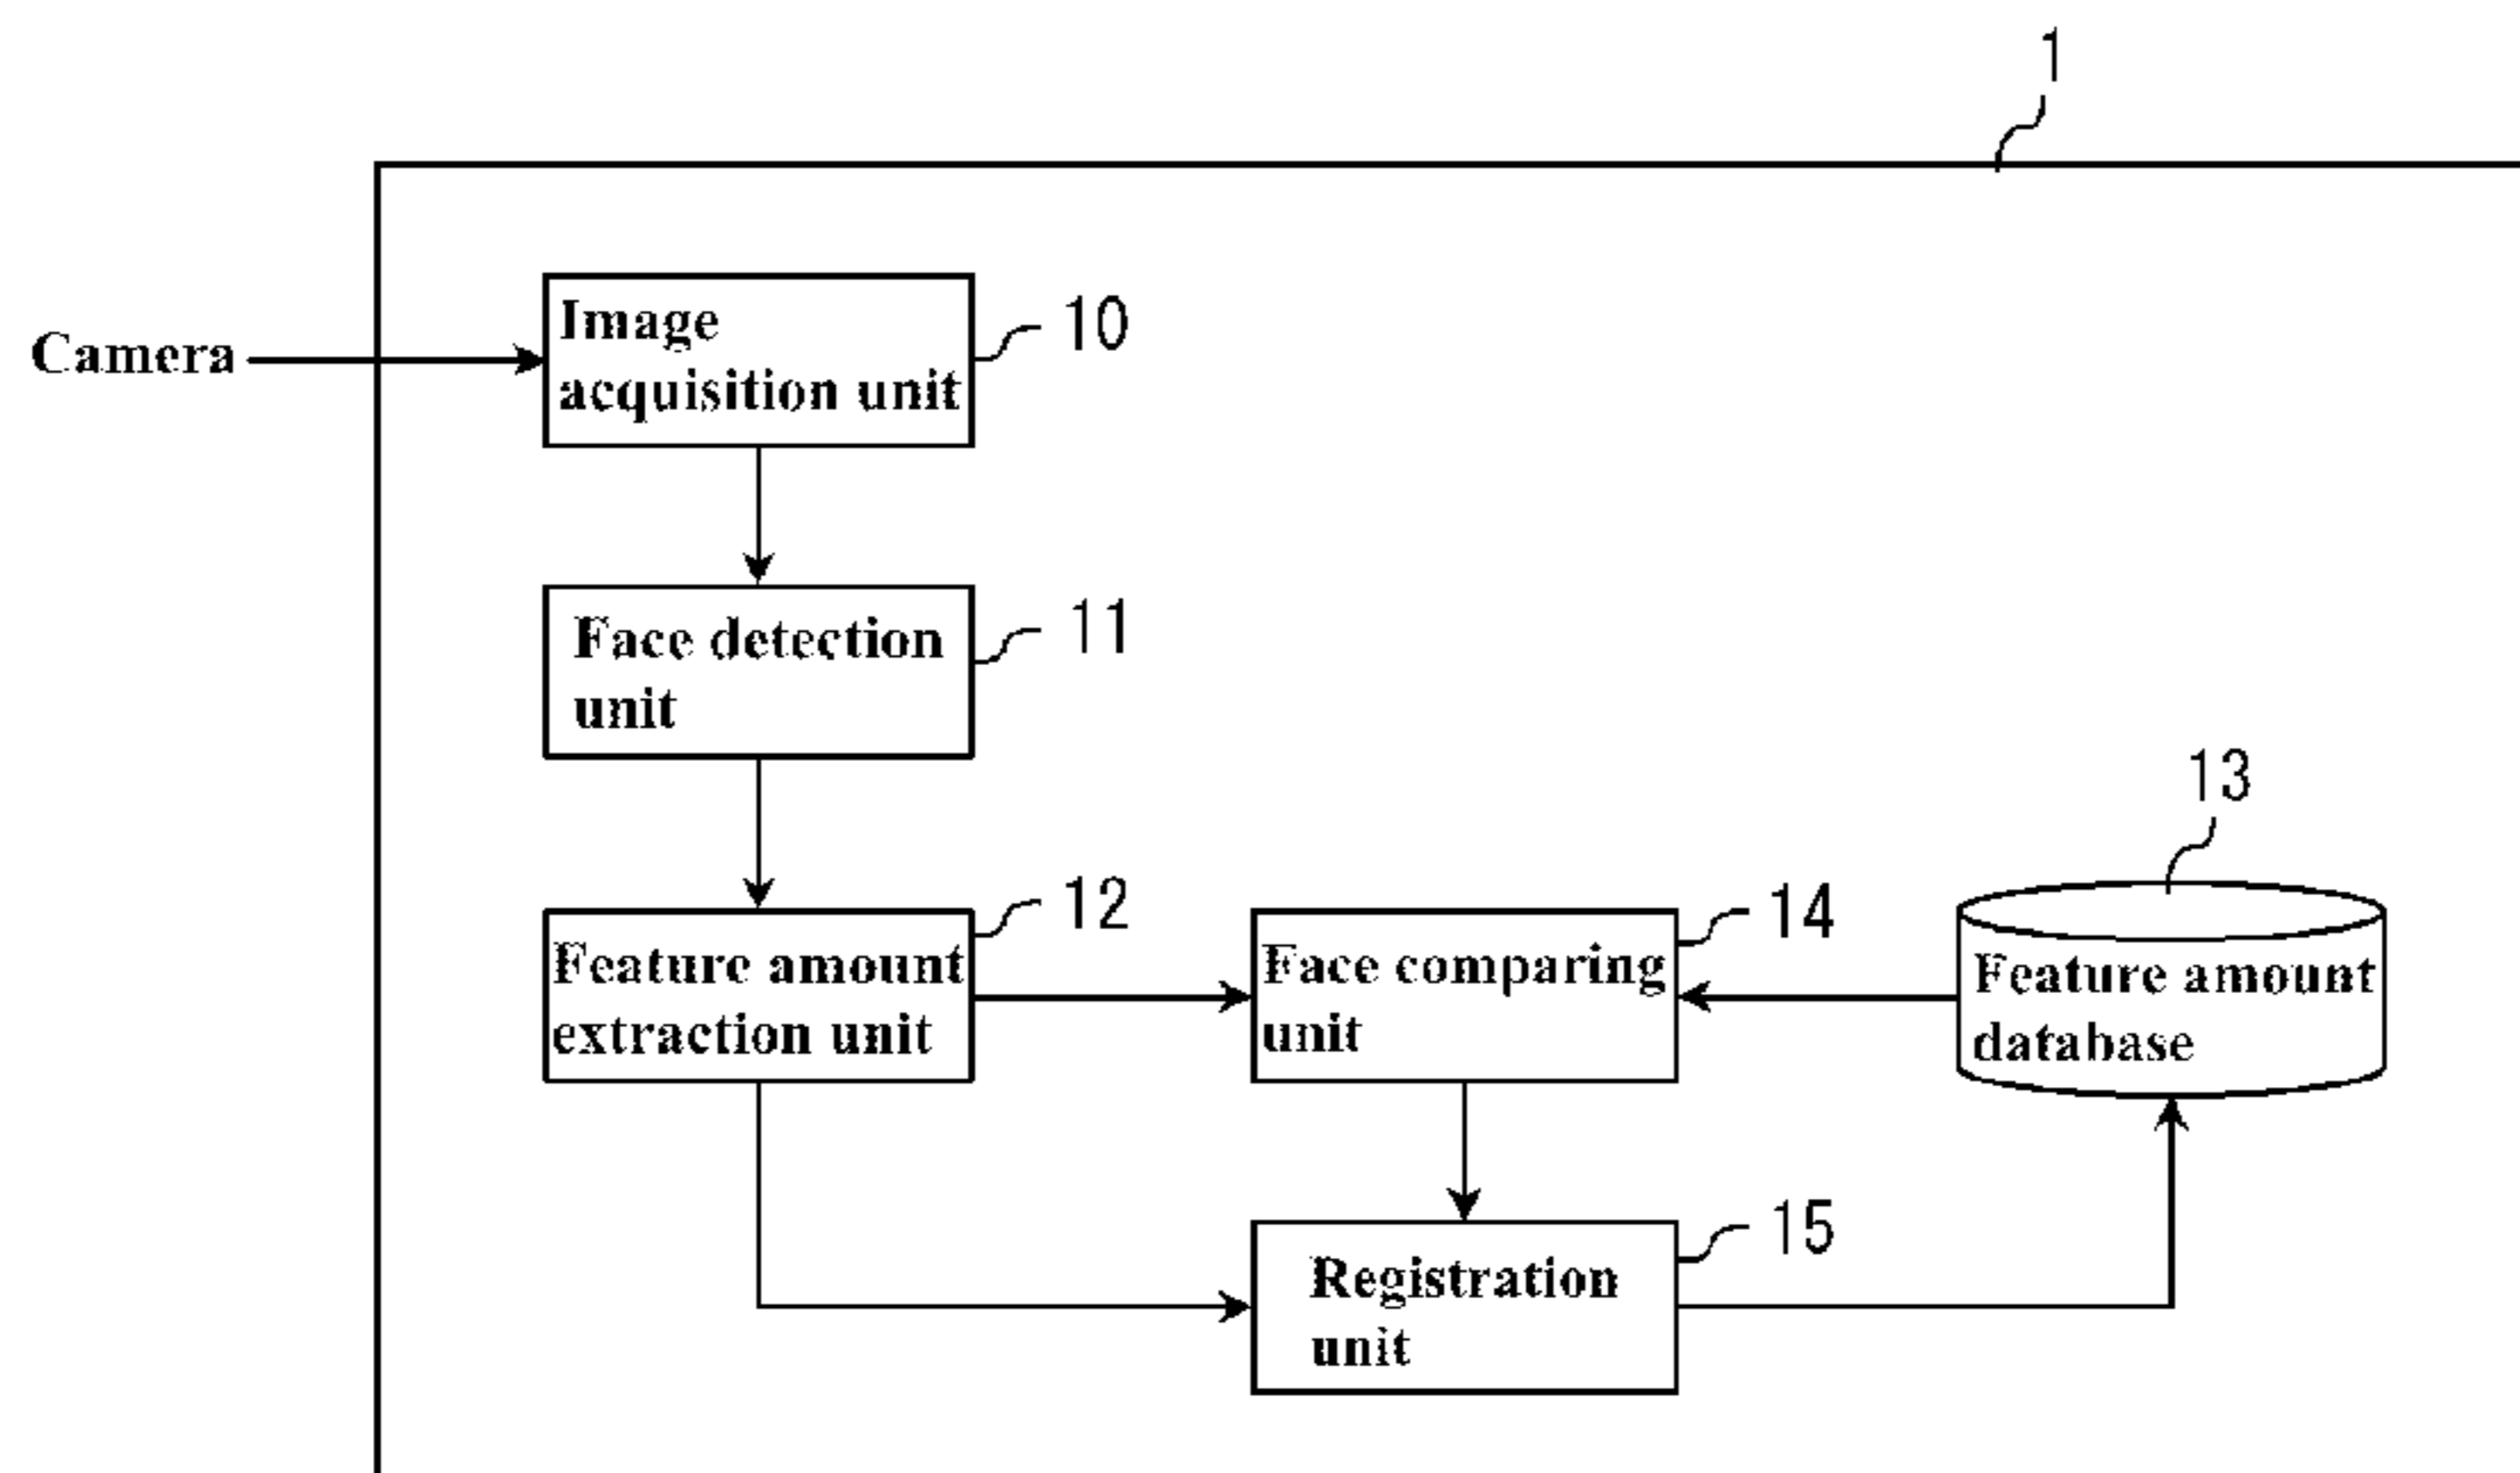 1
Camera
Image
acquisition unit
10
Face detection
unit
11
13
Feature amount
extraction unit
12
Face comparing
unit
14
Feature amount
database
Registration
unit
15